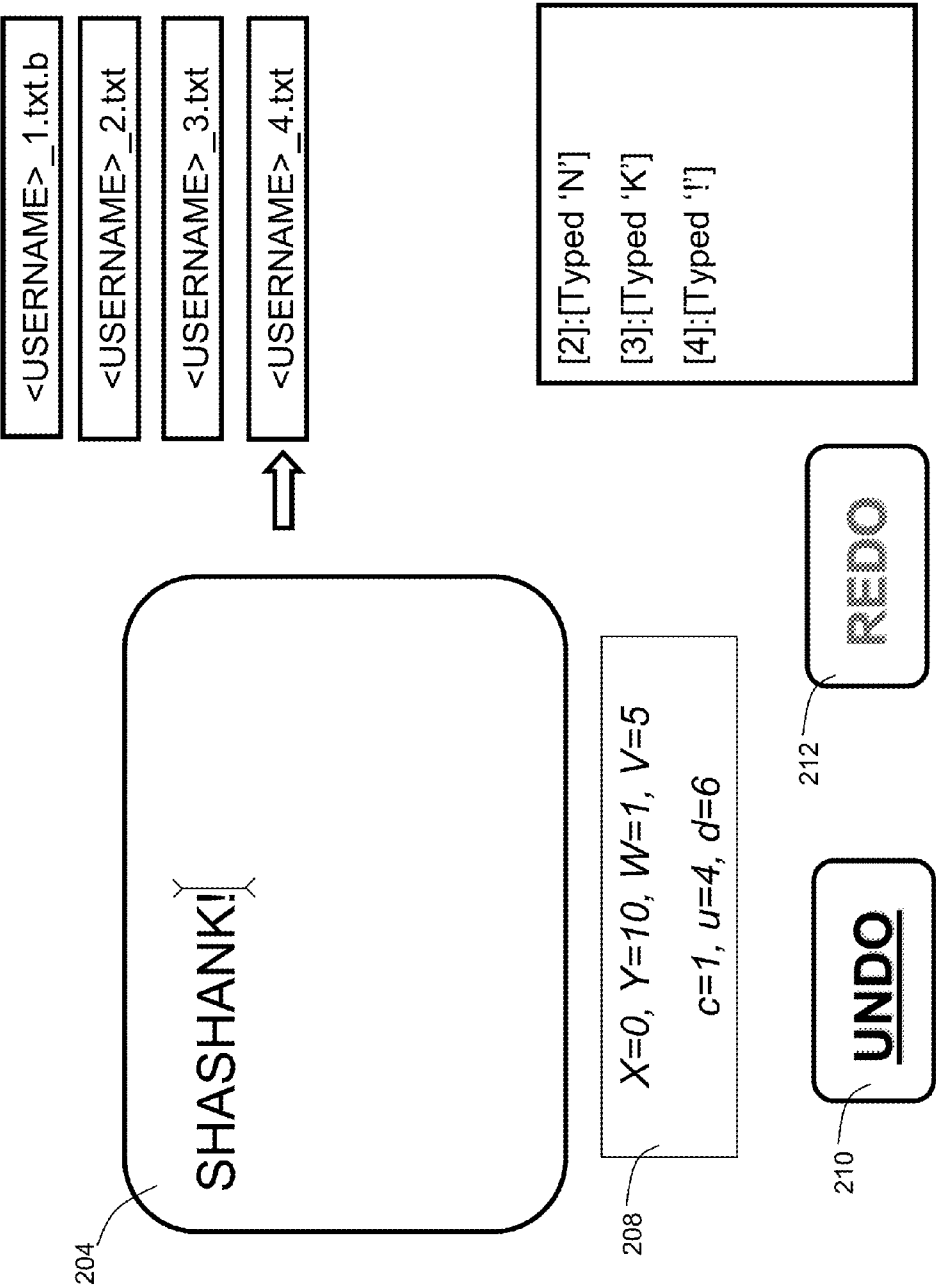 204
SHASHANK!
<USERNAME>_1.txt.b
<USERNAME>_2.txt
<USERNAME>_3.txt
<USERNAME>_4.txt
208
X=0, Y=10, W=1, V=5
c=1, u=4, d=6
[2]:[Typed ‘N’]
[3]:[Typed ‘K’]
[4]:[Typed ‘!’]
210
UNDO
212
REDO